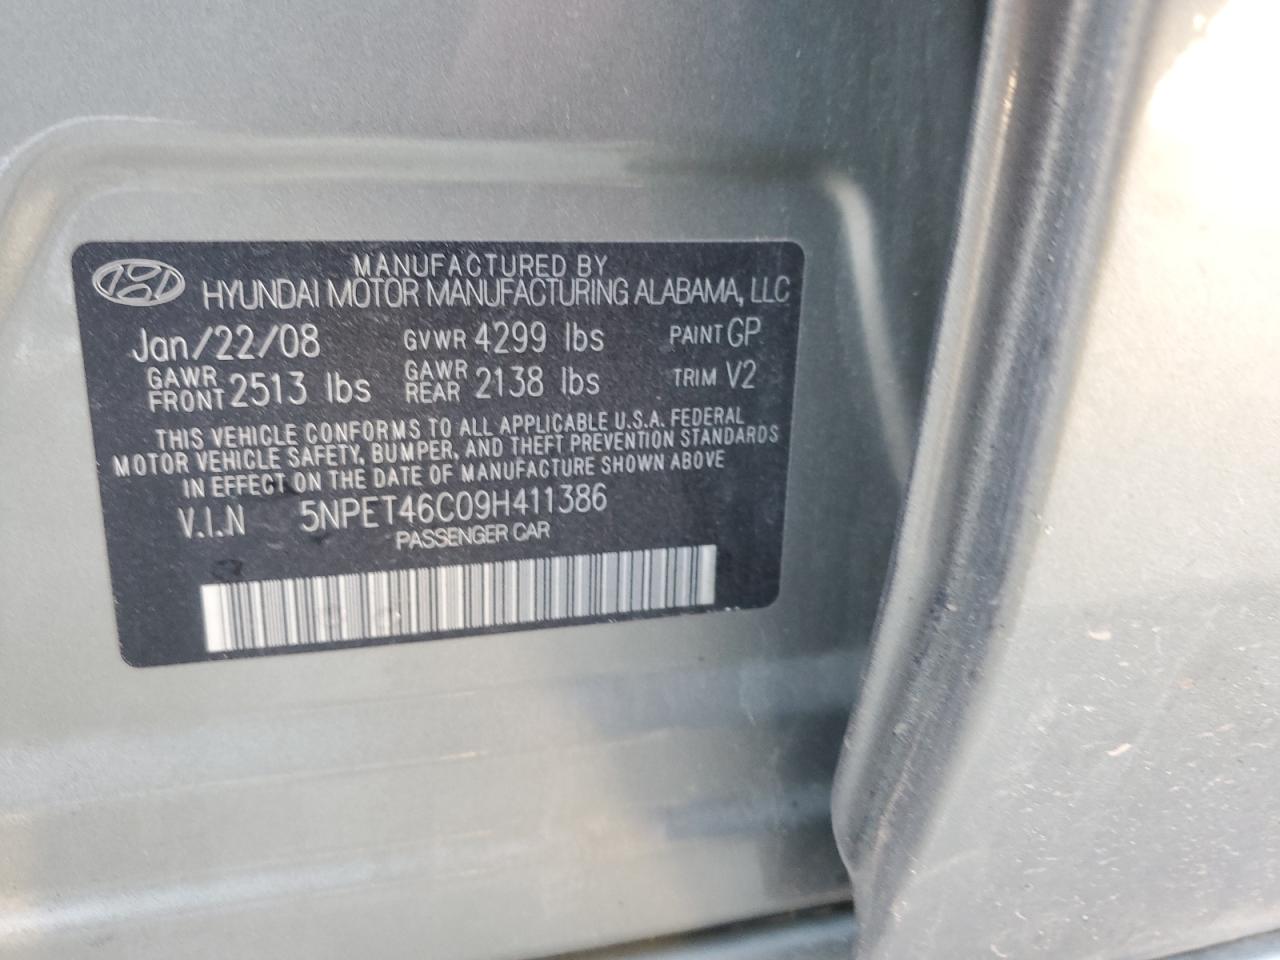 MANUFACTURED BY
HYUNDAI MOTOR MANUFACTURING ALABAMA, LLC
Jan/22/08 GVWR 4299 lbs PAINT GP
GAWR FRONT 2513 lbs GAWR REAR 2138 lbs TRIM V2
THIS VEHICLE CONFORMS TO ALL APPLICABLE U.S.A. FEDERAL
MOTOR VEHICLE SAFETY, BUMPER, AND THEFT PREVENTION STANDARDS
IN EFFECT ON THE DATE OF MANUFACTURE SHOWN ABOVE
V.I.N 5NPET46C09H411386
PASSENGER CAR